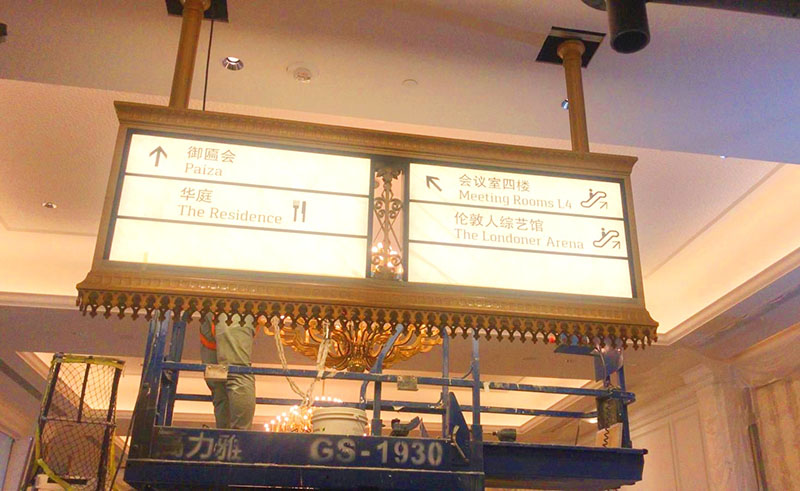 御匾会
Paiza
华庭
The Residence
会议室四楼
Meeting Rooms L4
伦敦人综艺馆
The Londoner Arena
力雅 GS-1930